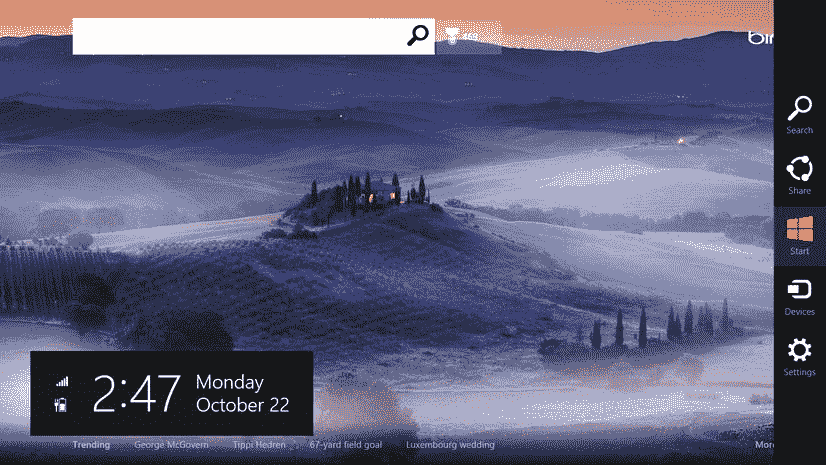 Search
Share
Start
Devices
Settings
2:47
Monday
October 22
Trending George McGovern Tippi Hedren 67-yard field goal Luxembourg wedding